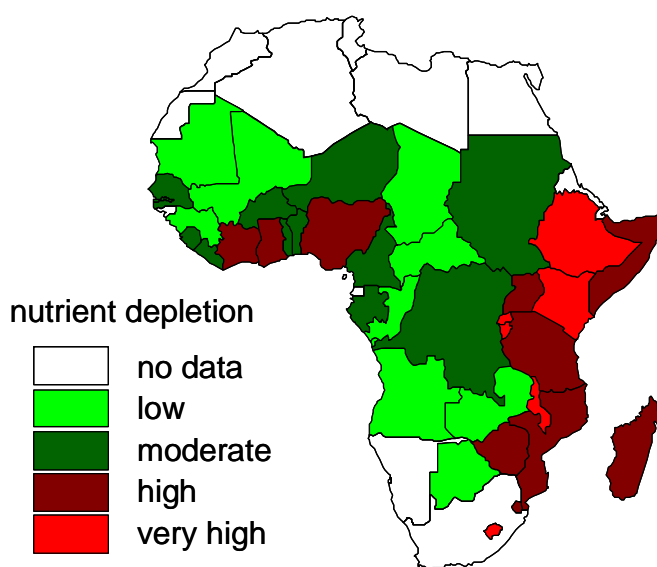 nutrient depletion
no data
low
moderate
high
very high